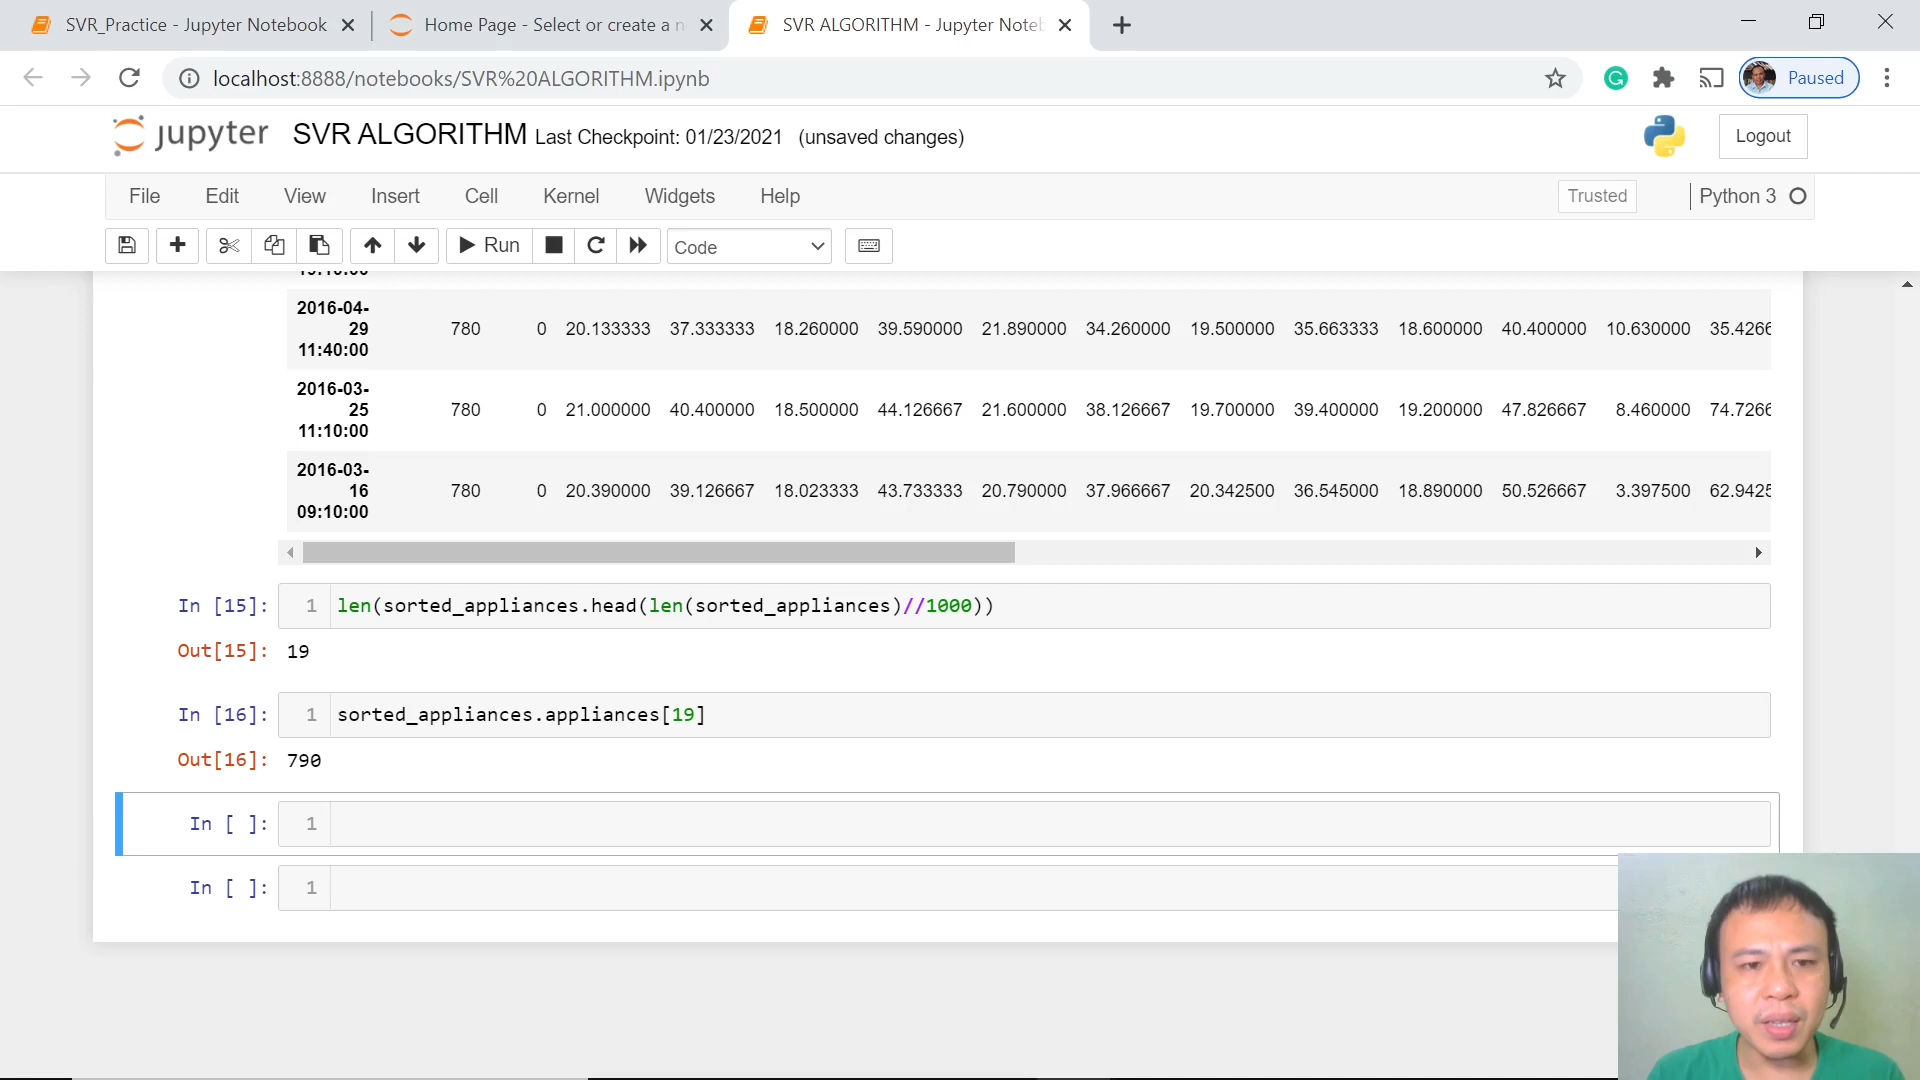 SVR_Practice - Jupyter Notebook
Home Page - Select or create a n
SVR ALGORITHM - Jupyter Noteb
localhost:8888/notebooks/SVR%20ALGORITHM.ipynb
Paused
jupyter SVR ALGORITHM Last Checkpoint: 01/23/2021 (unsaved changes)
Logout
File Edit View Insert Cell Kernel Widgets Help
Trusted
Python 3
Run
Code
2016-04-
29
11:40:00
780 0 20.133333 37.333333 18.260000 39.590000 21.890000 34.260000 19.500000 35.663333 18.600000 40.400000 10.630000 35.4266
2016-03-
25
11:10:00
780 0 21.000000 40.400000 18.500000 44.126667 21.600000 38.126667 19.700000 39.400000 19.200000 47.826667 8.460000 74.7266
2016-03-
16
09:10:00
780 0 20.390000 39.126667 18.023333 43.733333 20.790000 37.966667 20.342500 36.545000 18.890000 50.526667 3.397500 62.9425
In [15]: 1 len(sorted_appliances.head(len(sorted_appliances)//1000))
Out[15]: 19
In [16]: 1 sorted_appliances.appliances[19]
Out[16]: 790
In [ ]: 1
In [ ]: 1